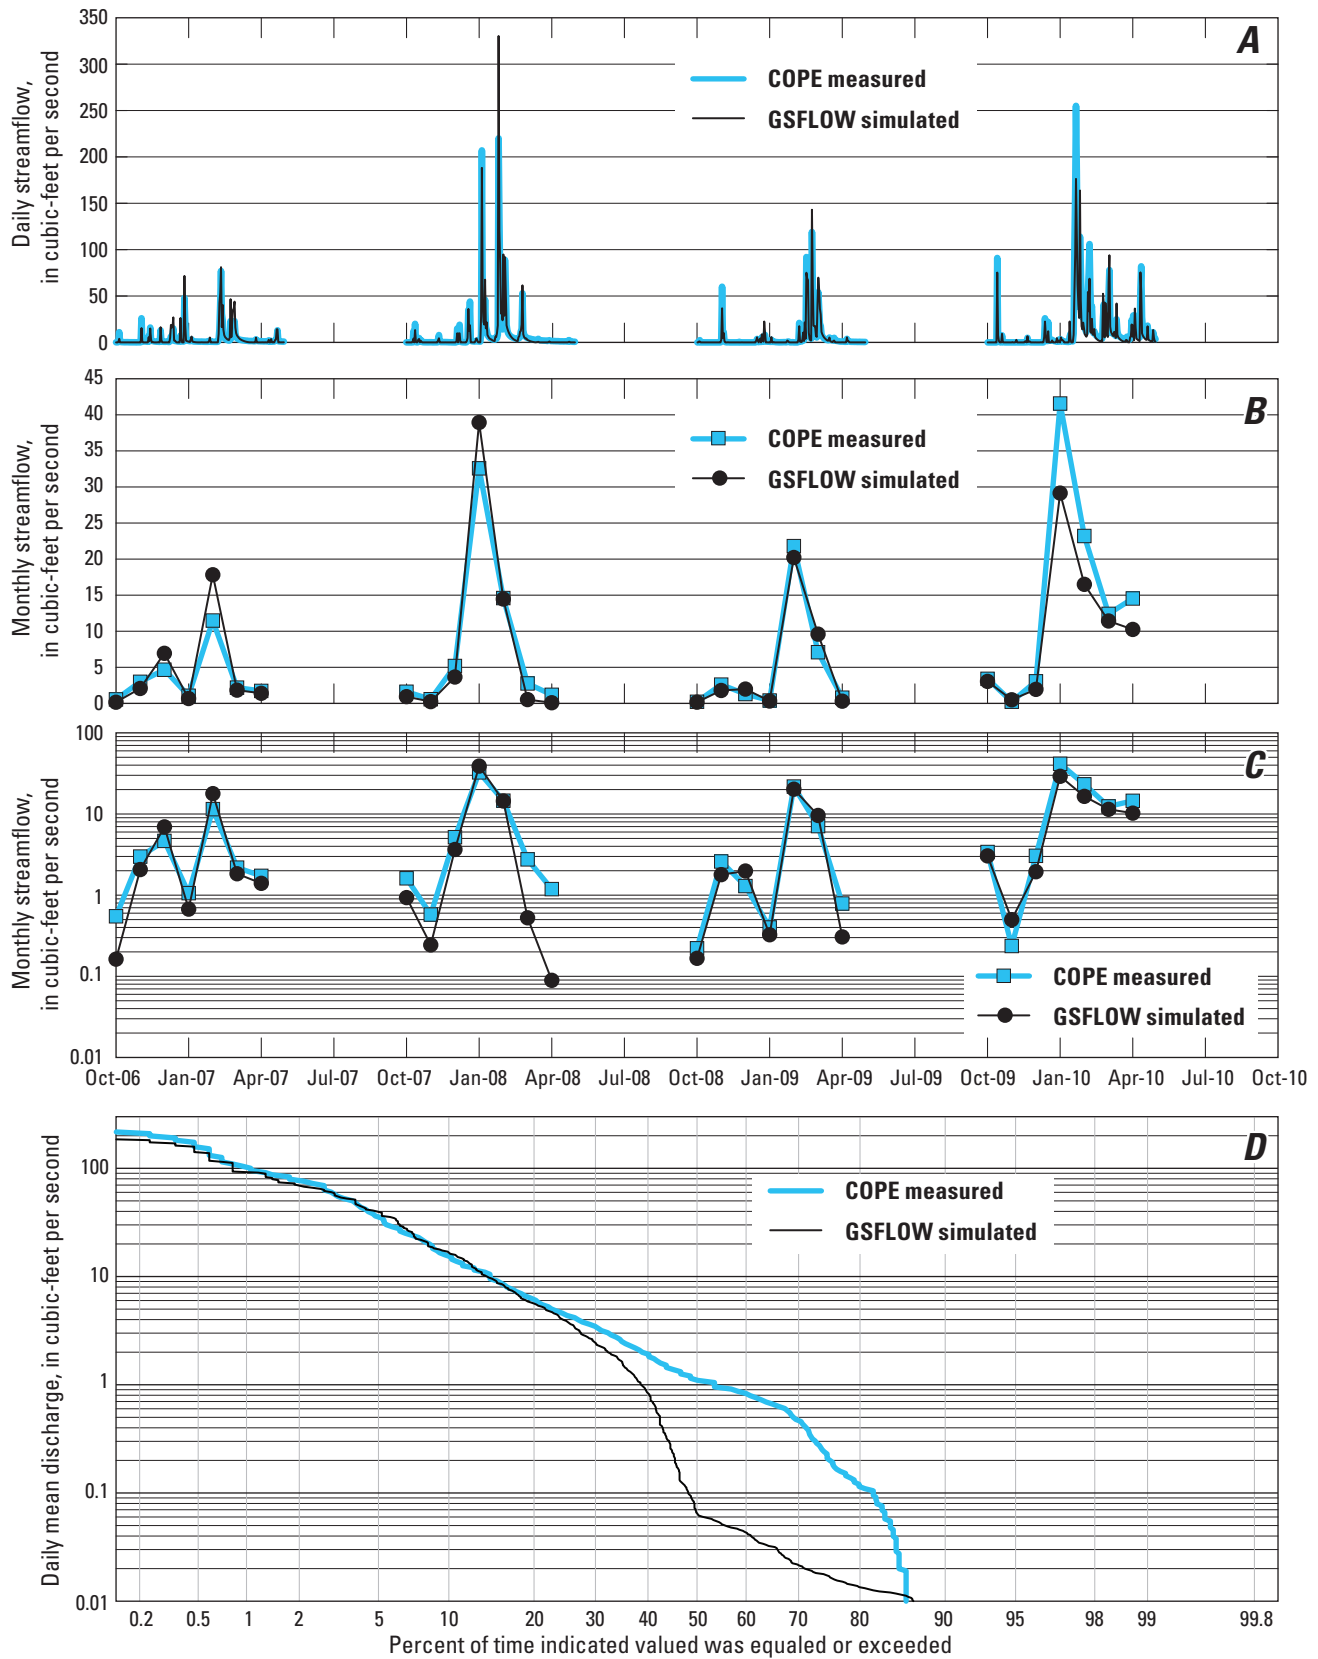 A
Daily streamflow,
in cubic-feet per second
350
300
250
200
150
100
50
0
COPE measured
GSFLOW simulated
B
Monthly streamflow,
in cubic-feet per second
45
40
35
30
25
20
15
10
5
0
COPE measured
GSFLOW simulated
C
Monthly streamflow,
in cubic-feet per second
100
10
1
0.1
0.01
COPE measured
GSFLOW simulated
Oct-06 Jan-07 Apr-07 Jul-07 Oct-07 Jan-08 Apr-08 Jul-08 Oct-08 Jan-09 Apr-09 Jul-09 Oct-09 Jan-10 Apr-10 Jul-10 Oct-10
D
Daily mean discharge, in cubic-feet per second
100
10
1
0.1
0.01
COPE measured
GSFLOW simulated
0.2 0.5 1 2 5 10 20 30 40 50 60 70 80 90 95 98 99 99.8
Percent of time indicated valued was equaled or exceeded